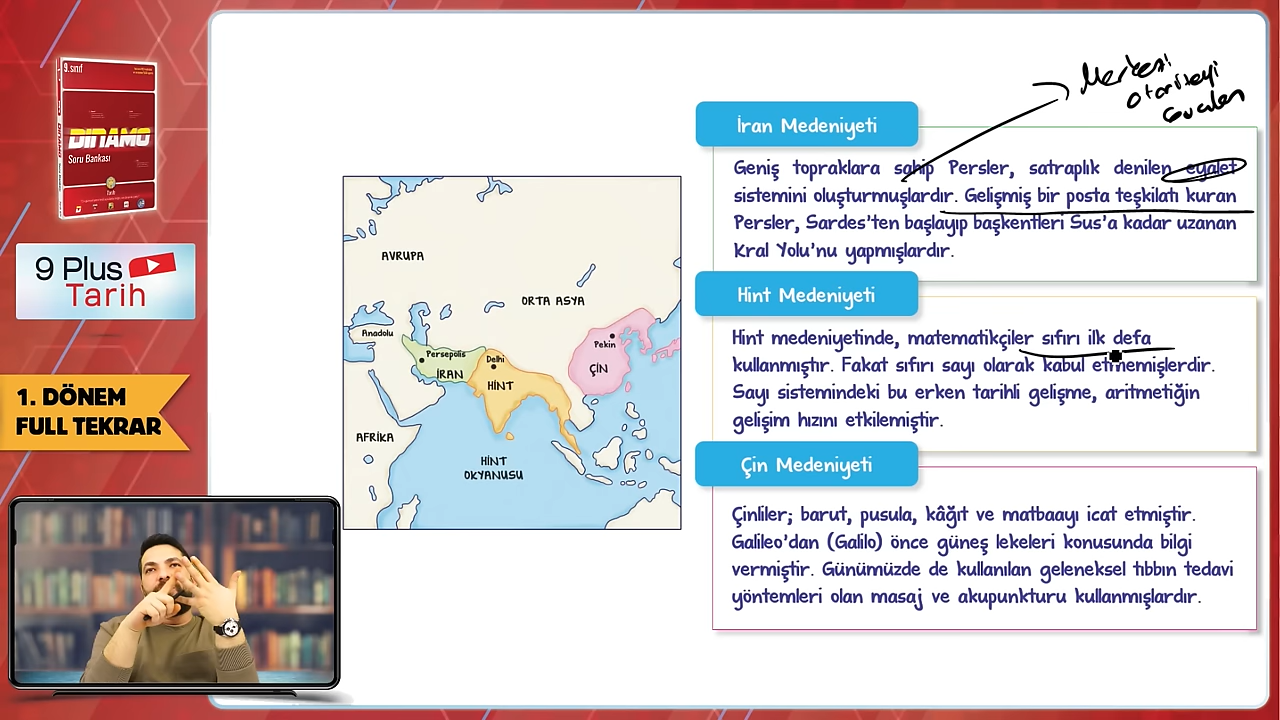 9.sınıf
DİNAMO
Soru Bankası
Tarih
9 Plus
Tarih
1. DÖNEM
FULL TEKRAR
AVRUPA
ORTA ASYA
Anadolu
Persepolis
İRAN
Delhi
HİNT
Pekin
ÇİN
AFRİKA
HİNT
OKYANUSU
Merkezi
otoriteyi
İran Medeniyeti
Geniş topraklara sahip Persler, satraplık denilen eyalet
sistemini oluşturmuşlardır. Gelişmiş bir posta teşkilatı kuran
Persler, Sardes'ten başlayıp başkentleri Sus'a kadar uzanan
Kral Yolu'nu yapmışlardır.
Hint Medeniyeti
Hint medeniyetinde, matematikçiler sıfırı ilk defa
kullanmıştır. Fakat sıfırı sayı olarak kabul etmemişlerdir.
Sayı sistemindeki bu erken tarihli gelişme, aritmetiğin
gelişim hızını etkilemiştir.
Çin Medeniyeti
Çinliler; barut, pusula, kâğıt ve matbaayı icat etmiştir.
Galileo'dan (Galilo) önce güneş lekeleri konusunda bilgi
vermiştir. Günümüzde de kullanılan geleneksel tıbbın tedavi
yöntemleri olan masaj ve akupunkturu kullanmışlardır.